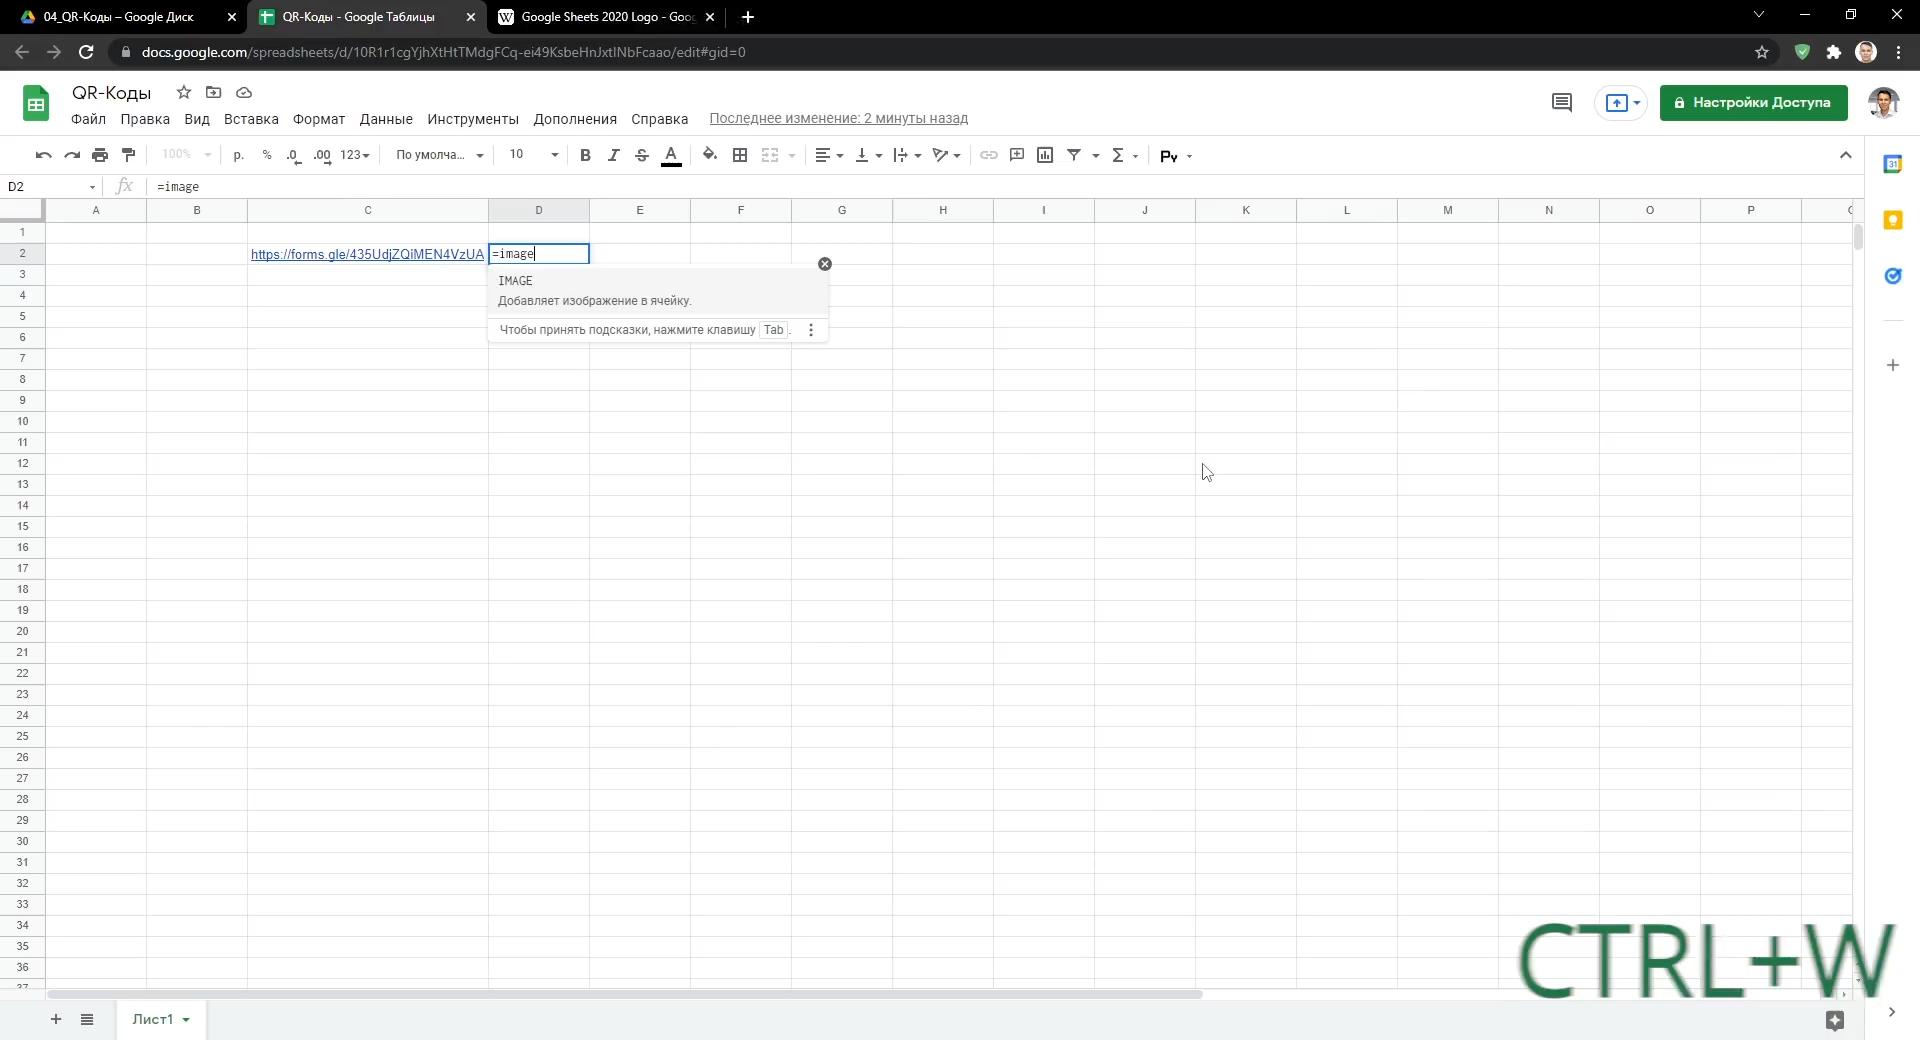 04_QR-Коды – Google Диск
QR-Коды - Google Таблицы
Google Sheets 2020 Logo - Goo
docs.google.com/spreadsheets/d/10R1r1cgYjhXtHtTMdgFCq-ei49KsbeHnJxtlNbFcaao/edit#gid=0
QR-Коды
Файл Правка Вид Вставка Формат Данные Инструменты Дополнения Справка Последнее изменение: 2 минуты назад
Настройки Доступа
100% р. % .0 .00 123 По умолча... 10 B I S A Σ Py
D2 fx =image
A B C D E F G H I J K L M N O P
1
2 https://forms.gle/435UdjZQiMEN4VzUA =image
3
IMAGE
4
Добавляет изображение в ячейку.
5
6 Чтобы принять подсказки, нажмите клавишу Tab.
7
8
9
10
11
12
13
14
15
16
17
18
19
20
21
22
23
24
25
26
27
28
29
30
31
32
33
34
35
36
37
CTRL+W
Лист1
31